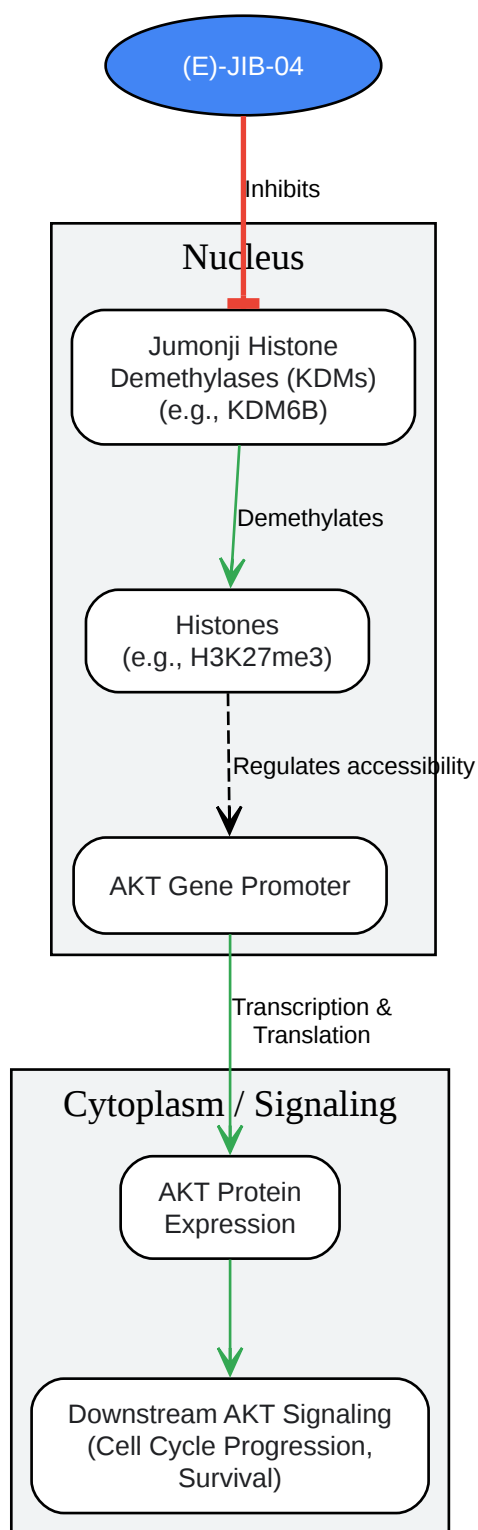 (E)-JIB-04
Inhibits
Nucleus
Jumonji Histone
Demethylases (KDMs)
(e.g., KDM6B)
Demethylates
Histones
(e.g., H3K27me3)
Regulates accessibility
AKT Gene Promoter
Transcription &
Translation
Cytoplasm / Signaling
AKT Protein
Expression
Downstream AKT Signaling
(Cell Cycle Progression,
Survival)